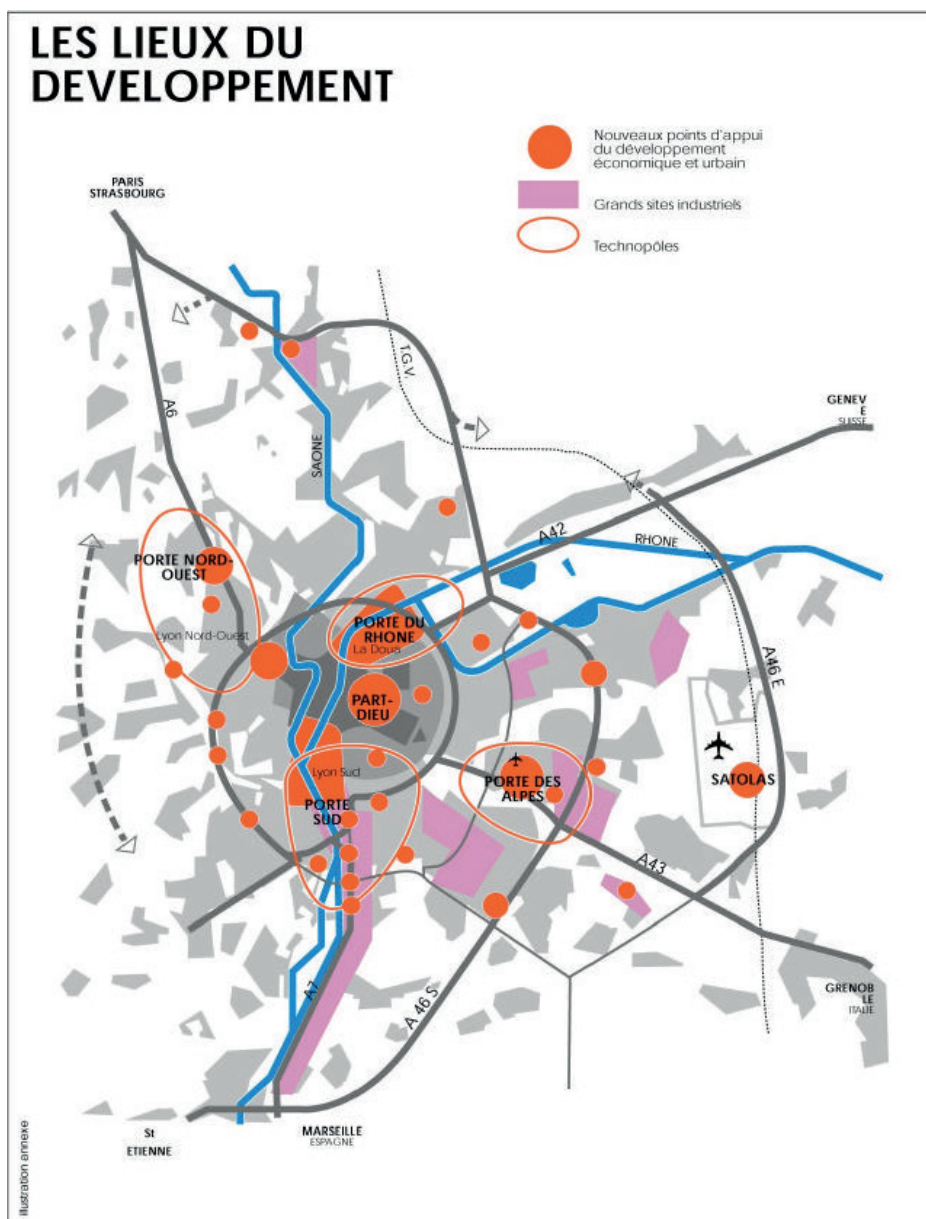 LES LIEUX DU
DEVELOPPEMENT
Nouveaux points d'appui
du développement
économique et urbain
Grands sites industriels
Technopôles
PARIS
STRASBOURG
T.G.V.
A6
SAONE
GENEV
E
SUISSE
A42
RHONE
PORTE NORD-
OUEST
Lyon Nord-Ouest
PORTE DU
RHONE
La Doua
A46 E
PART-
DIEU
Lyon Sud
PORTE
SUD
PORTE DES
ALPES
SATOLAS
A43
A7
A 46 S
GRENOB
LE
ITALIE
St
ETIENNE
MARSEILLE
ESPAGNE
illustration annexe